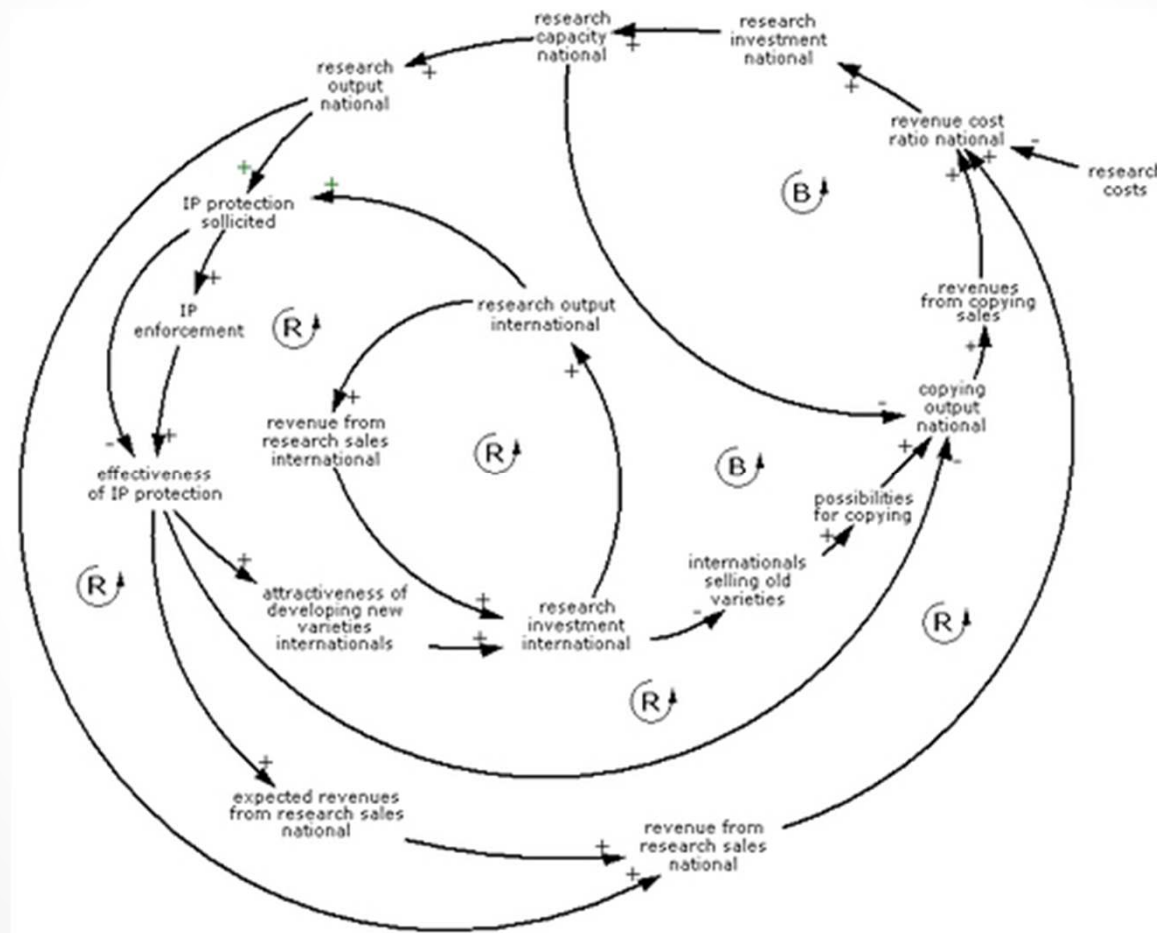 research
capacity
national
research
investment
national
research
output
national
revenue cost
ratio national
research
costs
IP protection
sollicited
IP
enforcement
research output
international
revenues
from copying
sales
revenue from
research sales
international
copying
output
national
effectiveness
of IP protection
possibilities
for copying
internationals
selling old
varieties
attractiveness of
developing new
varieties
internationals
research
investment
international
expected revenues
from research sales
national
revenue from
research sales
national
+
+
+
-
+
+
+
+
+
+
+
+
-
+
+
-
+
-
+
+
+
-
+
+
+
+
B
R
R
B
R
R
R